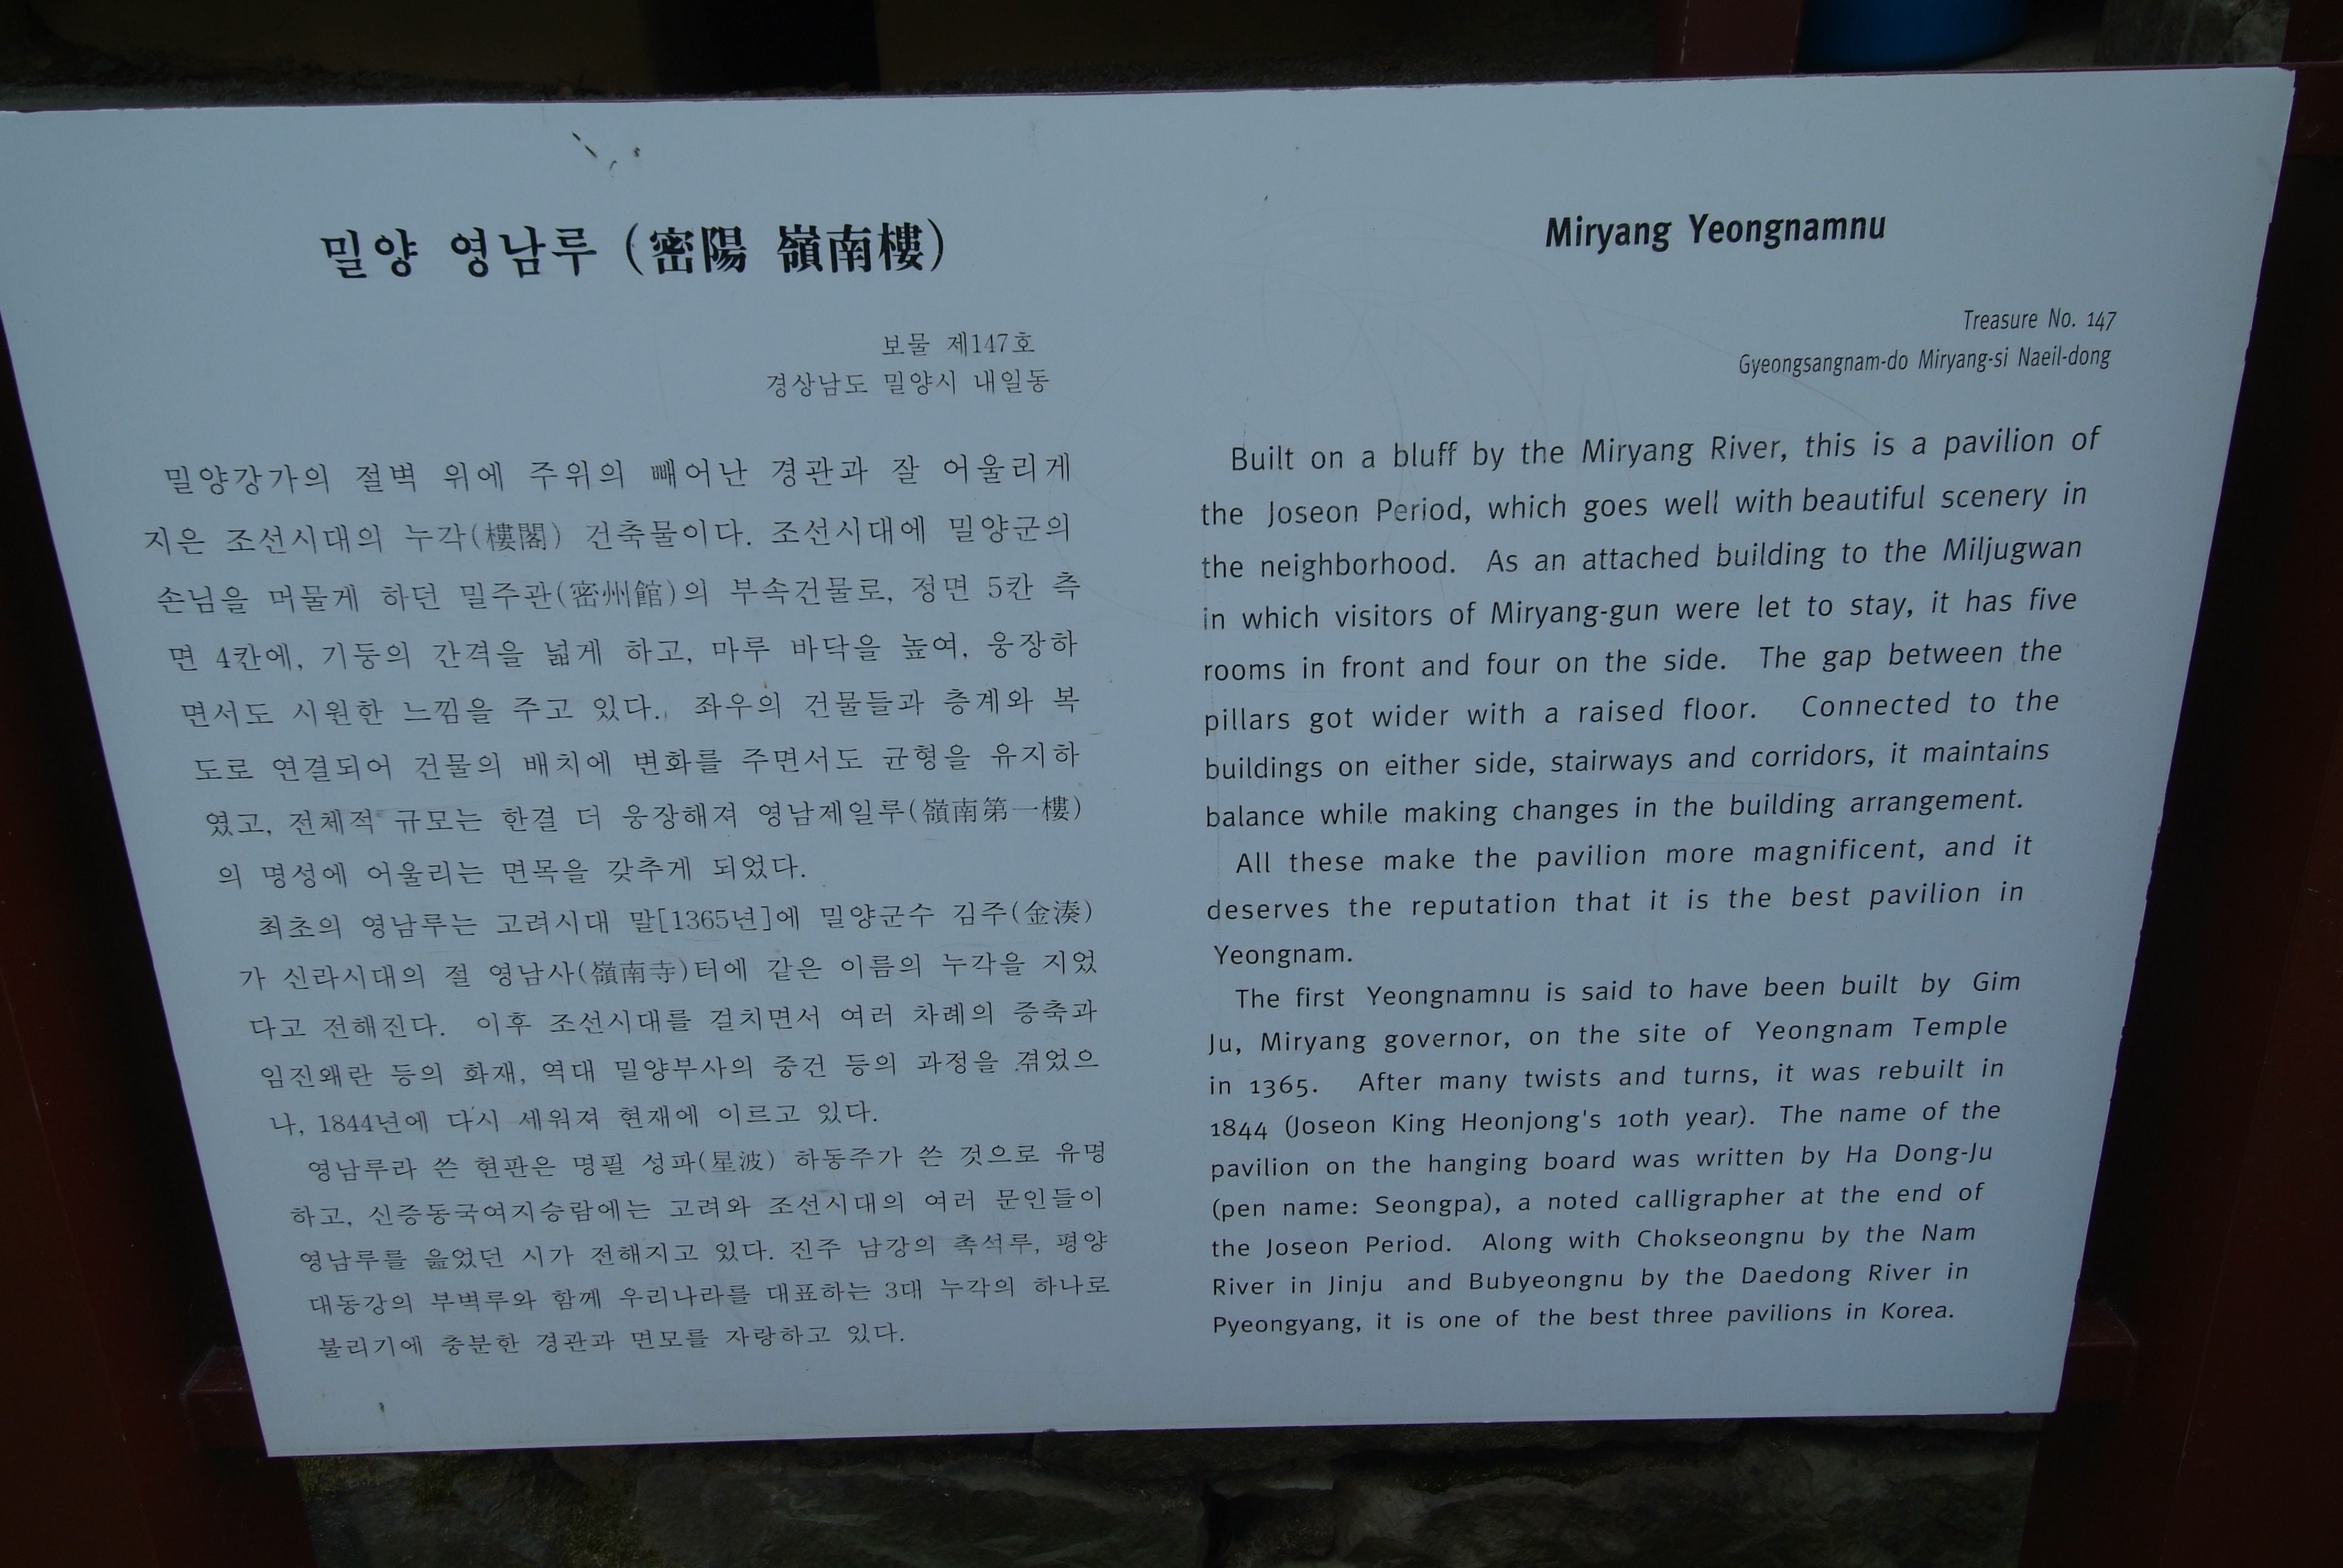 밀양 영남루 (密陽 嶺南樓)
보물 제147호
경상남도 밀양시 내일동
밀양강가의 절벽 위에 주위의 빼어난 경관과 잘 어울리게
지은 조선시대의 누각(樓閣) 건축물이다. 조선시대에 밀양군의
손님을 머물게 하던 밀주관(密州館)의 부속건물로, 정면 5칸 측
면 4칸에, 기둥의 간격을 넓게 하고, 마루 바닥을 높여, 웅장하
면서도 시원한 느낌을 주고 있다. 좌우의 건물들과 층계와 복
도로 연결되어 건물의 배치에 변화를 주면서도 균형을 유지하
였고, 전체적 규모는 한결 더 웅장해져 영남제일루(嶺南第一樓)
의 명성에 어울리는 면목을 갖추게 되었다.
최초의 영남루는 고려시대 말[1365년]에 밀양군수 김주(金湊)
가 신라시대의 절 영남사(嶺南寺)터에 같은 이름의 누각을 지었
다고 전해진다. 이후 조선시대를 걸치면서 여러 차례의 증축과
임진왜란 등의 화재, 역대 밀양부사의 중건 등의 과정을 겪었으
나, 1844년에 다시 세워져 현재에 이르고 있다.
영남루라 쓴 현판은 명필 성파(星波) 하동주가 쓴 것으로 유명
하고, 신증동국여지승람에는 고려와 조선시대의 여러 문인들이
영남루를 읊었던 시가 전해지고 있다. 진주 남강의 촉석루, 평양
대동강의 부벽루와 함께 우리나라를 대표하는 3대 누각의 하나로
불리기에 충분한 경관과 면모를 자랑하고 있다.
Miryang Yeongnamnu
Treasure No. 147
Gyeongsangnam-do Miryang-si Naeil-dong
Built on a bluff by the Miryang River, this is a pavilion of
the Joseon Period, which goes well with beautiful scenery in
the neighborhood. As an attached building to the Miljugwan
in which visitors of Miryang-gun were let to stay, it has five
rooms in front and four on the side. The gap between the
pillars got wider with a raised floor. Connected to the
buildings on either side, stairways and corridors, it maintains
balance while making changes in the building arrangement.
All these make the pavilion more magnificent, and it
deserves the reputation that it is the best pavilion in
Yeongnam.
The first Yeongnamnu is said to have been built by Gim
Ju, Miryang governor, on the site of Yeongnam Temple
in 1365. After many twists and turns, it was rebuilt in
1844 (Joseon King Heonjong's 10th year). The name of the
pavilion on the hanging board was written by Ha Dong-Ju
(pen name: Seongpa), a noted calligrapher at the end of
the Joseon Period. Along with Chokseongnu by the Nam
River in Jinju and Bubyeongnu by the Daedong River in
Pyeongyang, it is one of the best three pavilions in Korea.